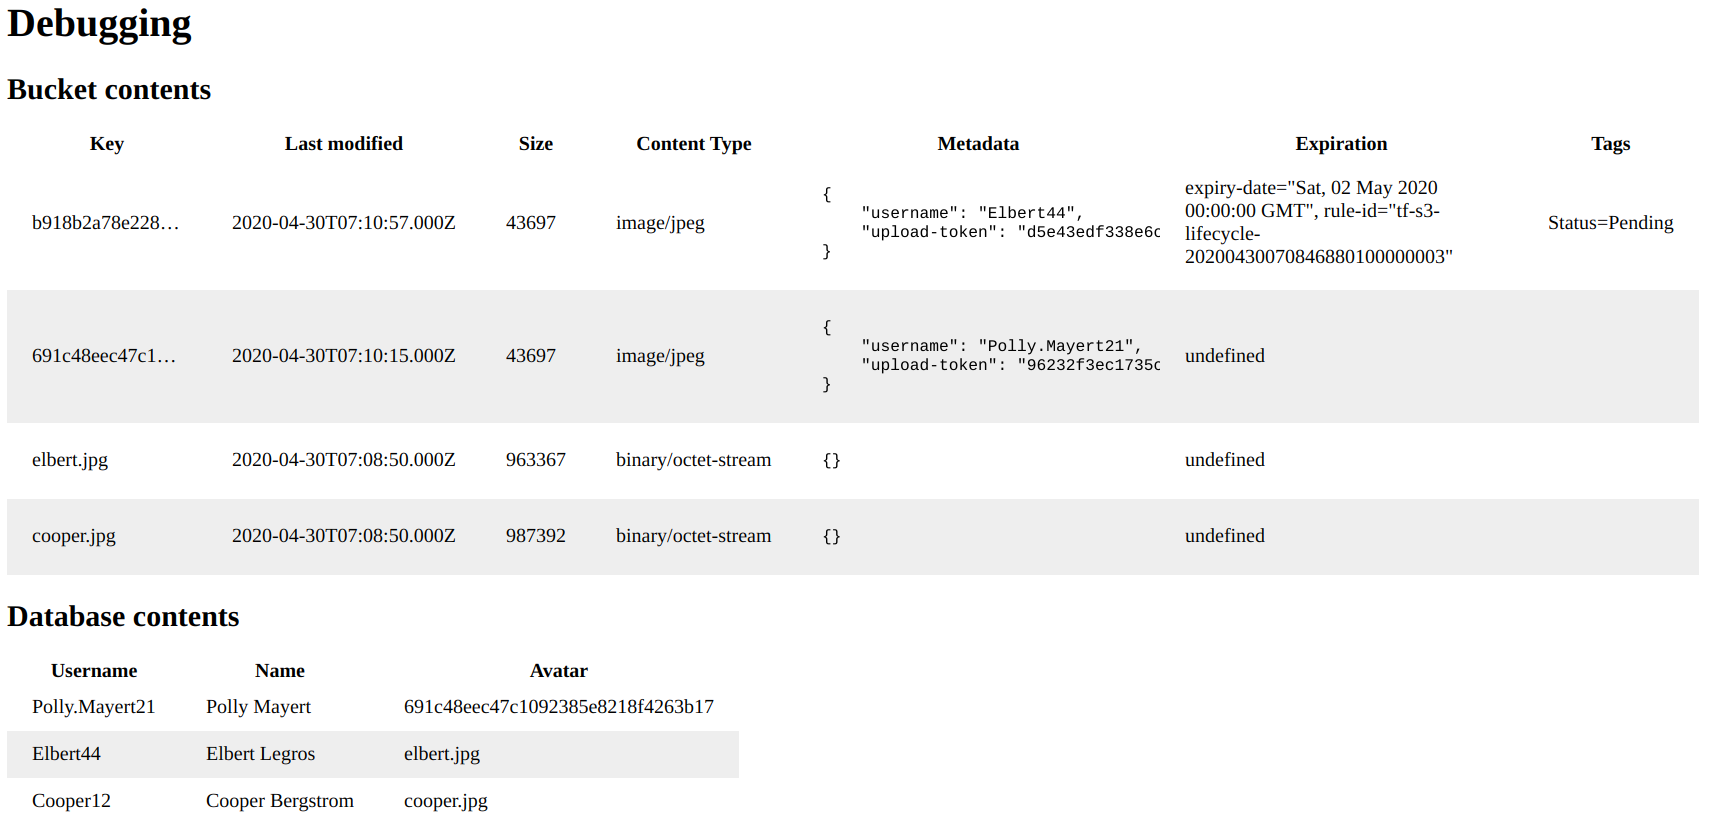 Debugging
Bucket contents
Key Last modified Size Content Type Metadata Expiration Tags
b918b2a78e228… 2020-04-30T07:10:57.000Z 43697 image/jpeg { "username": "Elbert44", "upload-token": "d5e43edf338e6c } expiry-date="Sat, 02 May 2020 00:00:00 GMT", rule-id="tf-s3-lifecycle-20200430070846880100000003" Status=Pending
691c48eec47c1… 2020-04-30T07:10:15.000Z 43697 image/jpeg { "username": "Polly.Mayert21", "upload-token": "96232f3ec1735c } undefined
elbert.jpg 2020-04-30T07:08:50.000Z 963367 binary/octet-stream {} undefined
cooper.jpg 2020-04-30T07:08:50.000Z 987392 binary/octet-stream {} undefined
Database contents
Username Name Avatar
Polly.Mayert21 Polly Mayert 691c48eec47c1092385e8218f4263b17
Elbert44 Elbert Legros elbert.jpg
Cooper12 Cooper Bergstrom cooper.jpg